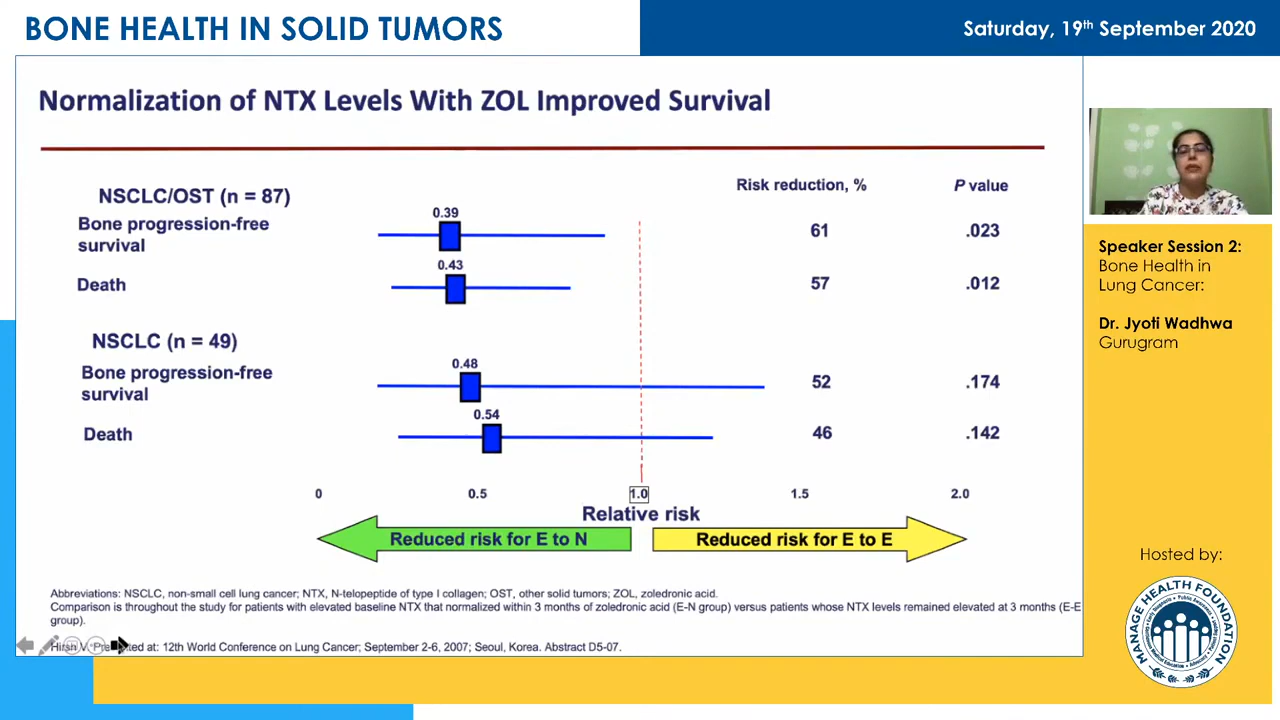 BONE HEALTH IN SOLID TUMORS
Saturday, 19th September 2020
Normalization of NTX Levels With ZOL Improved Survival
Risk reduction, %
P value
NSCLC/OST (n = 87)
Bone progression-free
survival
0.39
61
.023
Death
0.43
57
.012
NSCLC (n = 49)
Bone progression-free
survival
0.48
52
.174
Death
0.54
46
.142
0
0.5
1.0
1.5
2.0
Relative risk
Reduced risk for E to N
Reduced risk for E to E
Abbreviations: NSCLC, non-small cell lung cancer; NTX, N-telopeptide of type I collagen; OST, other solid tumors; ZOL, zoledronic acid.
Comparison is throughout the study for patients with elevated baseline NTX that normalized within 3 months of zoledronic acid (E-N group) versus patients whose NTX levels remained elevated at 3 months (E-E
group).
Hirsh V. Presented at: 12th World Conference on Lung Cancer; September 2-6, 2007; Seoul, Korea. Abstract D5-07.
Speaker Session 2:
Bone Health in
Lung Cancer:
Dr. Jyoti Wadhwa
Gurugram
Hosted by:
MANAGE HEALTH FOUNDATION